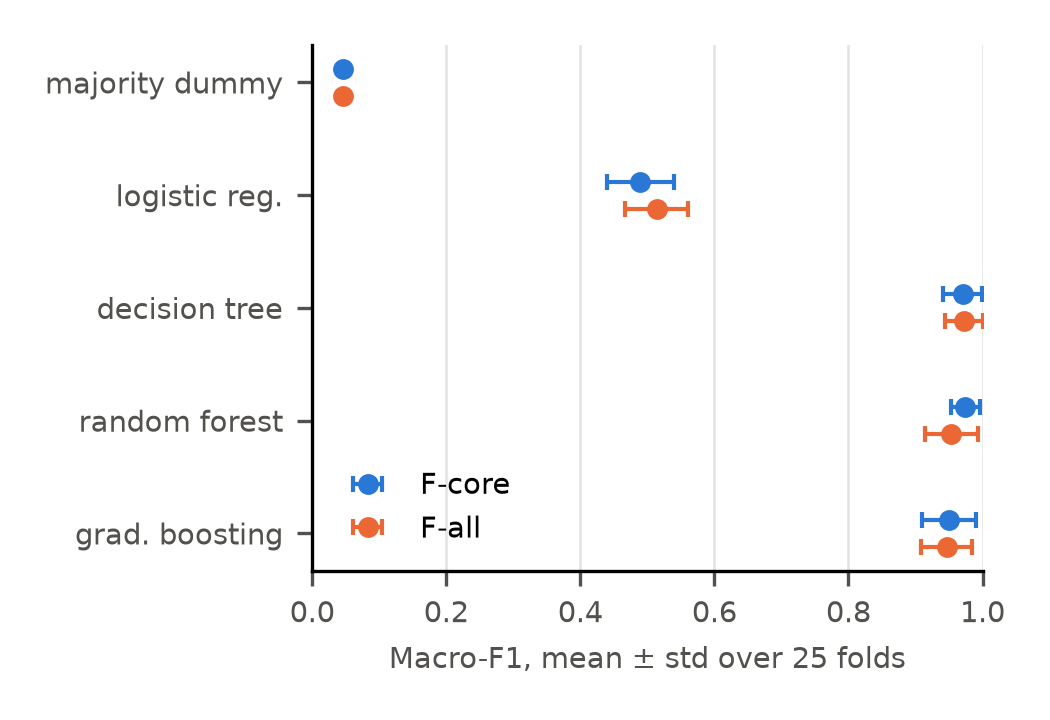 majority dummy
logistic reg.
decision tree
random forest
grad. boosting
F-core
F-all
0.0 0.2 0.4 0.6 0.8 1.0
Macro-F1, mean ± std over 25 folds